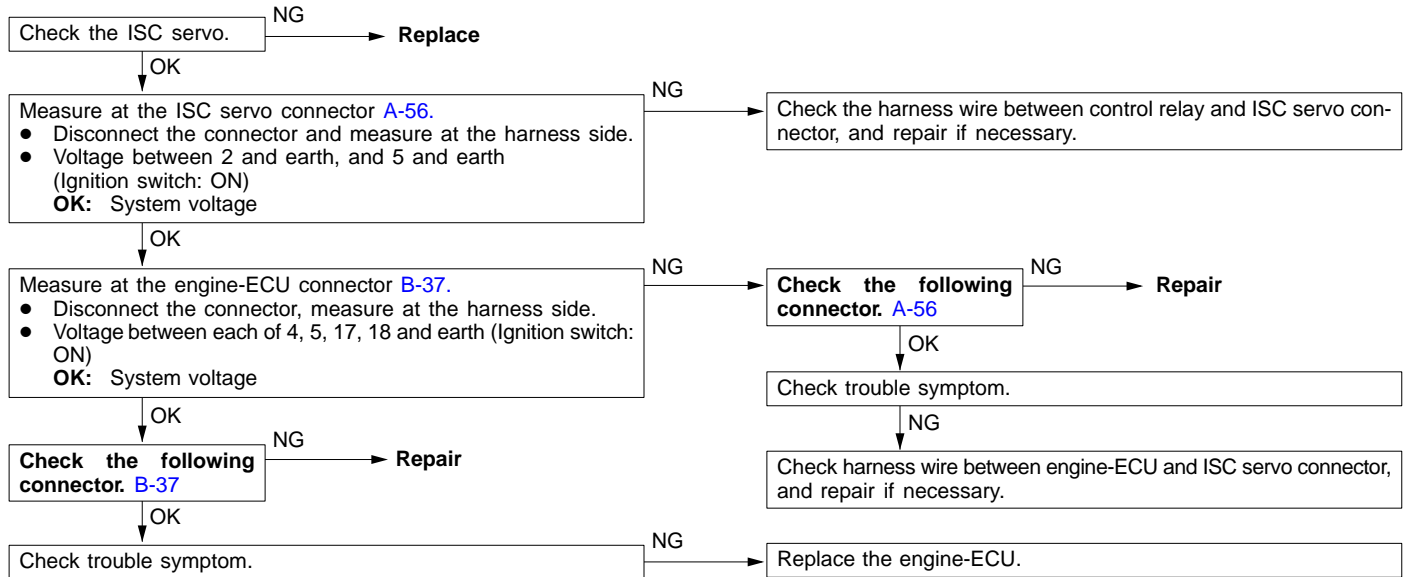 Check the ISC servo.
NG
Replace
OK
Measure at the ISC servo connector A-56.
● Disconnect the connector and measure at the harness side.
● Voltage between 2 and earth, and 5 and earth
(Ignition switch: ON)
OK: System voltage
NG
Check the harness wire between control relay and ISC servo con-
nector, and repair if necessary.
OK
Measure at the engine-ECU connector B-37.
● Disconnect the connector, measure at the harness side.
● Voltage between each of 4, 5, 17, 18 and earth (Ignition switch:
ON)
OK: System voltage
NG
Check the following
connector. A-56
NG
Repair
OK
Check trouble symptom.
NG
Check harness wire between engine-ECU and ISC servo connector,
and repair if necessary.
OK
Check the following
connector. B-37
NG
Repair
OK
Check trouble symptom.
NG
Replace the engine-ECU.